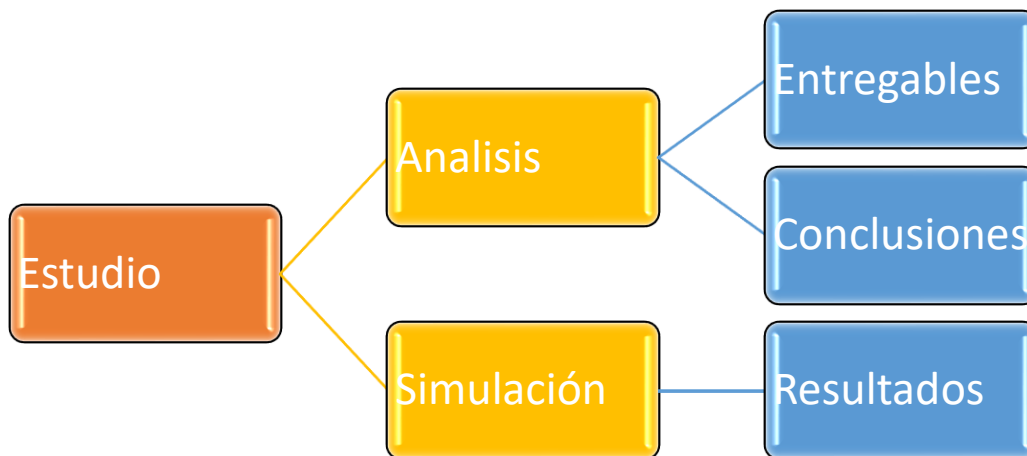 Estudio
Analisis
Entregables
Conclusiones
Simulación
Resultados